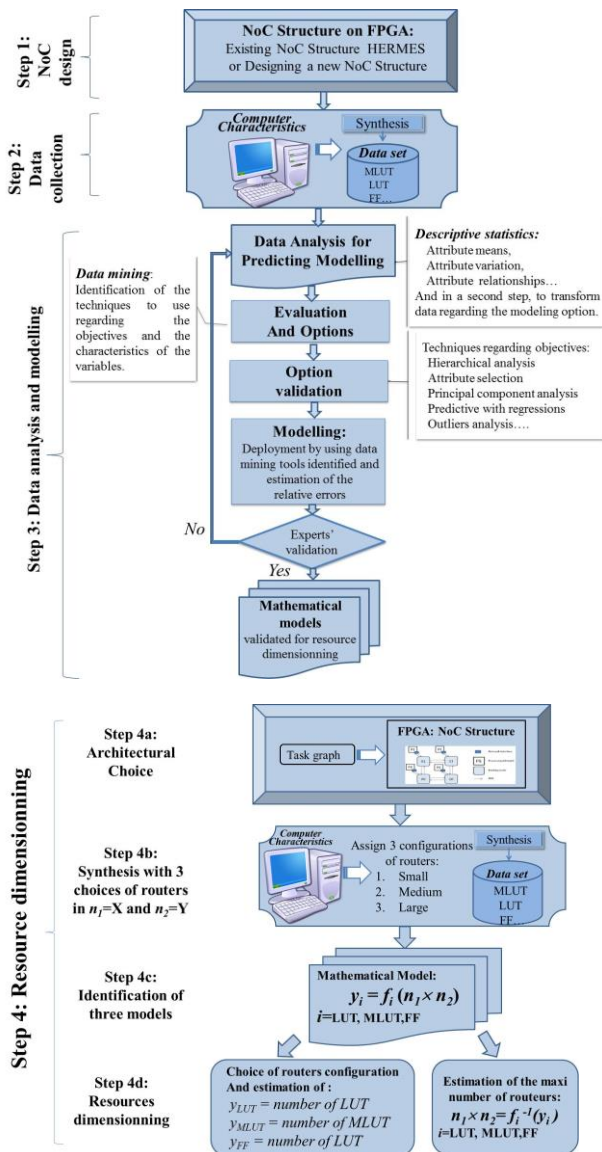 Step 1:
NoC
design
NoC Structure on FPGA:
Existing NoC Structure HERMES
or Designing a new NoC Structure
Step 2:
Data
collection
Computer
Characteristics
Synthesis
Data set
MLUT
LUT
FF…
Step 3: Data analysis and modelling
Data mining:
Identification of the
techniques to use
regarding the
objectives and the
characteristics of the
variables.
Data Analysis for
Predicting Modelling
Descriptive statistics:
Attribute means,
Attribute variation,
Attribute relationships…
And in a second step, to transform
data regarding the modeling option.
Evaluation
And Options
Option
validation
Techniques regarding objectives:
Hierarchical analysis
Attribute selection
Principal component analysis
Predictive with regressions
Outliers analysis….
Modelling:
Deployment by using data
mining tools identified and
estimation of the
relative errors
No
Experts'
validation
Yes
Mathematical
models
validated for resource
dimensionning
Step 4: Resource dimensionning
Step 4a:
Architectural
Choice
Task graph
FPGA: NoC Structure
Step 4b:
Synthesis with 3
choices of routers
in n₁=X and n₂=Y
Computer
Characteristics
Assign 3 configurations
of routers:
1. Small
2. Medium
3. Large
Synthesis
Data set
MLUT
LUT
FF…
Step 4c:
Identification of
three models
Mathematical Model:
yᵢ = fᵢ (n₁ × n₂)
i=LUT, MLUT,FF
Step 4d:
Resources
dimensionning
Choice of routers configuration
And estimation of :
y_LUT = number of LUT
y_MLUT = number of MLUT
y_FF = number of LUT
Estimation of the maxi
number of routeurs:
n₁ × n₂=fᵢ⁻¹(yᵢ)
i=LUT, MLUT,FF